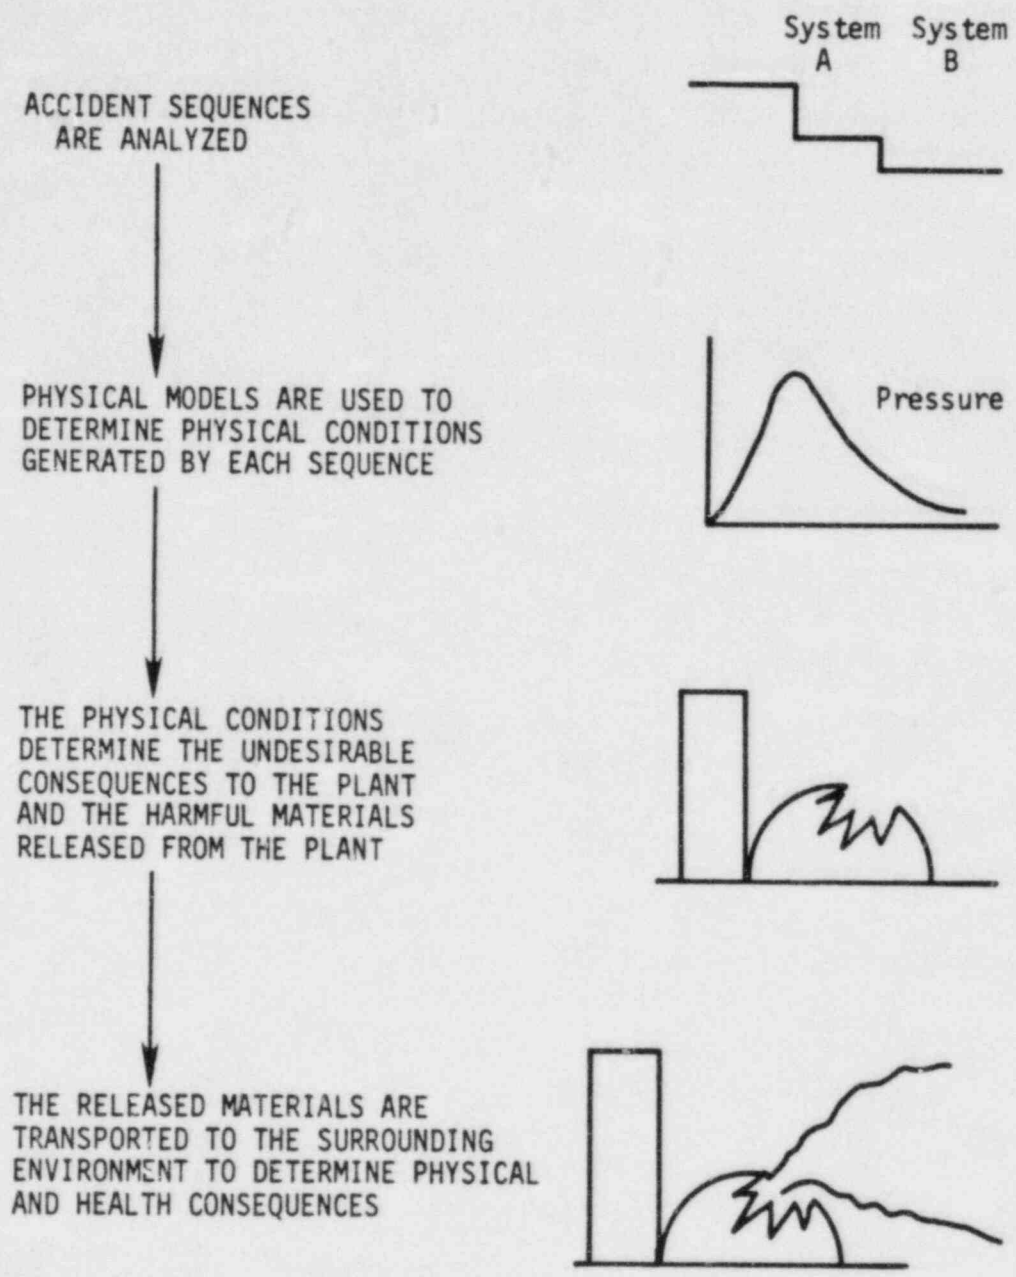 System System
A B
ACCIDENT SEQUENCES
ARE ANALYZED
PHYSICAL MODELS ARE USED TO
DETERMINE PHYSICAL CONDITIONS
GENERATED BY EACH SEQUENCE
Pressure
THE PHYSICAL CONDITIONS
DETERMINE THE UNDESIRABLE
CONSEQUENCES TO THE PLANT
AND THE HARMFUL MATERIALS
RELEASED FROM THE PLANT
THE RELEASED MATERIALS ARE
TRANSPORTED TO THE SURROUNDING
ENVIRONMENT TO DETERMINE PHYSICAL
AND HEALTH CONSEQUENCES